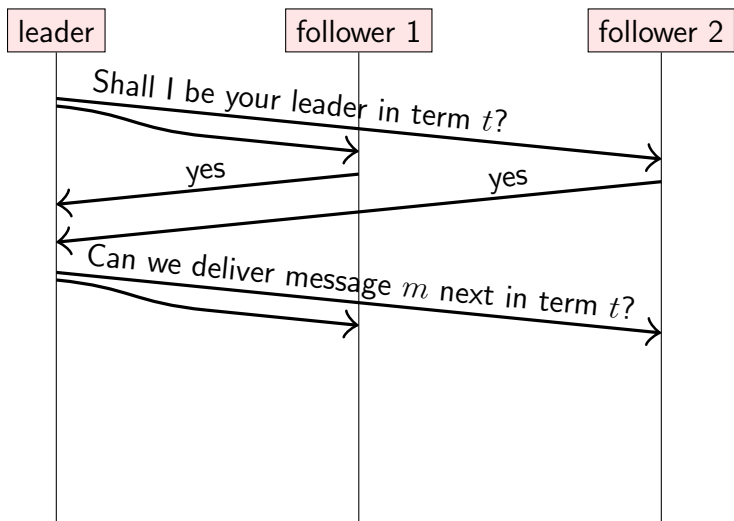 leader
follower 1
follower 2
Shall I be your leader in term t?
yes
yes
Can we deliver message m next in term t?